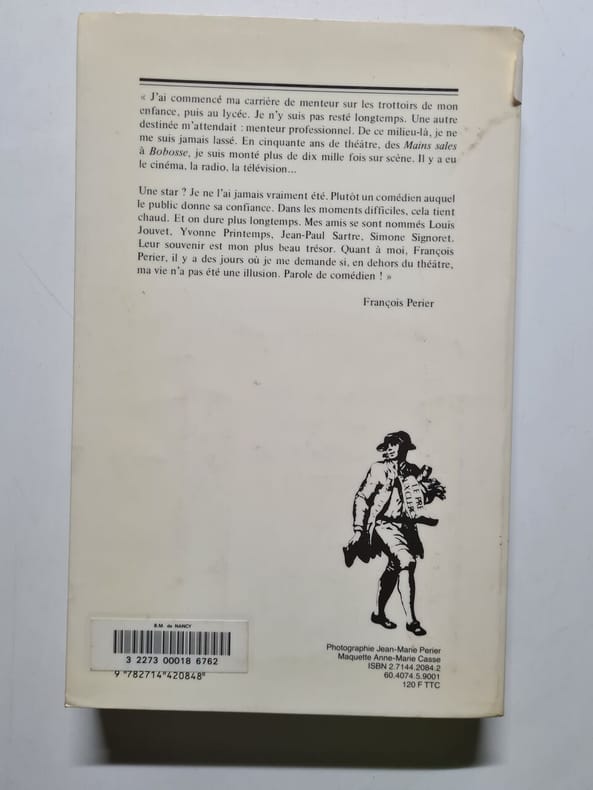 « J'ai commencé ma carrière de menteur sur les trottoirs de mon
enfance, puis au lycée. Je n'y suis pas resté longtemps. Une autre
destinée m'attendait : menteur professionnel. De ce milieu-là, je ne
me suis jamais lassé. En cinquante ans de théâtre, des Mains sales
à Bobosse, je suis monté plus de dix mille fois sur scène. Il y a eu
le cinéma, la radio, la télévision...
Une star ? Je ne l'ai jamais vraiment été. Plutôt un comédien auquel
le public donne sa confiance. Dans les moments difficiles, cela tient
chaud. Et on dure plus longtemps. Mes amis se sont nommés Louis
Jouvet, Yvonne Printemps, Jean-Paul Sartre, Simone Signoret.
Leur souvenir est mon plus beau trésor. Quant à moi, François
Perier, il y a des jours où je me demande si, en dehors du théâtre,
ma vie n'a pas été une illusion. Parole de comédien ! »
François Perier
LE PRE
X CLERC
B.M. de NANCY
3 2273 00018 6762
9 782714 420848
Photographie Jean-Marie Perier
Maquette Anne-Marie Casse
ISBN 2.7144.2084.2
60.4074.5.9001
120 F TTC